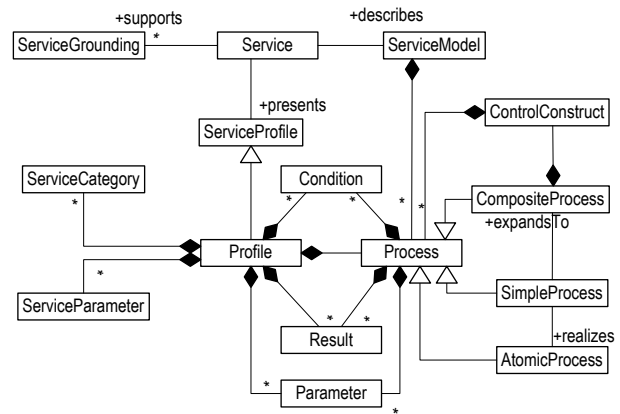 +supports
+describes
ServiceGrounding
*
Service
ServiceModel
+presents
ServiceProfile
ControlConstruct
ServiceCategory
*
Condition
*
*
*
*
CompositeProcess
+expandsTo
Profile
Process
*
ServiceParameter
SimpleProcess
*
*
Result
+realizes
AtomicProcess
*
Parameter
*